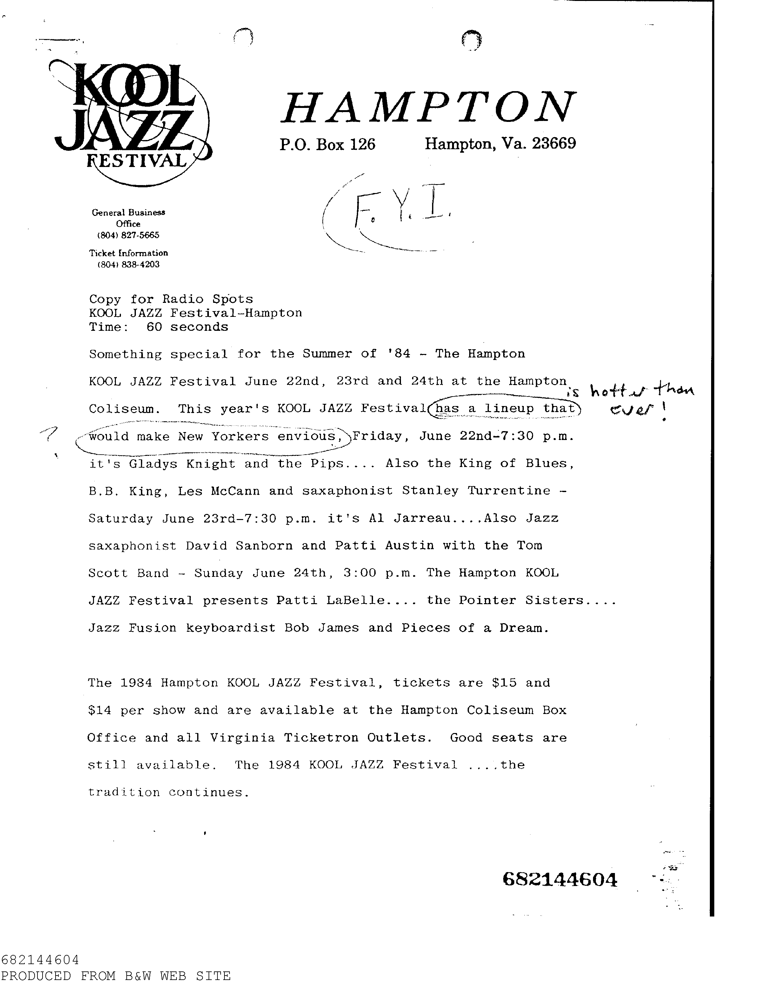 KOOL
JAZZ
FESTIVAL
HAMPTON
P.O. Box 126 Hampton, Va. 23669
F.Y.I.
General Business
Office
(804) 827-5665
Ticket Information
(804) 838-4203
Copy for Radio Spots
KOOL JAZZ Festival-Hampton
Time: 60 seconds
Something special for the Summer of '84 - The Hampton
KOOL JAZZ Festival June 22nd, 23rd and 24th at the Hampton
is hotter than
Coliseum. This year's KOOL JAZZ Festival has a lineup that
ever!
? would make New Yorkers envious, Friday, June 22nd-7:30 p.m.
it's Gladys Knight and the Pips.... Also the King of Blues,
B.B. King, Les McCann and saxaphonist Stanley Turrentine -
Saturday June 23rd-7:30 p.m. it's Al Jarreau....Also Jazz
saxaphonist David Sanborn and Patti Austin with the Tom
Scott Band - Sunday June 24th, 3:00 p.m. The Hampton KOOL
JAZZ Festival presents Patti LaBelle.... the Pointer Sisters....
Jazz Fusion keyboardist Bob James and Pieces of a Dream.
The 1984 Hampton KOOL JAZZ Festival, tickets are $15 and
$14 per show and are available at the Hampton Coliseum Box
Office and all Virginia Ticketron Outlets. Good seats are
still available. The 1984 KOOL JAZZ Festival ....the
tradition continues.
682144604
682144604
PRODUCED FROM B&W WEB SITE